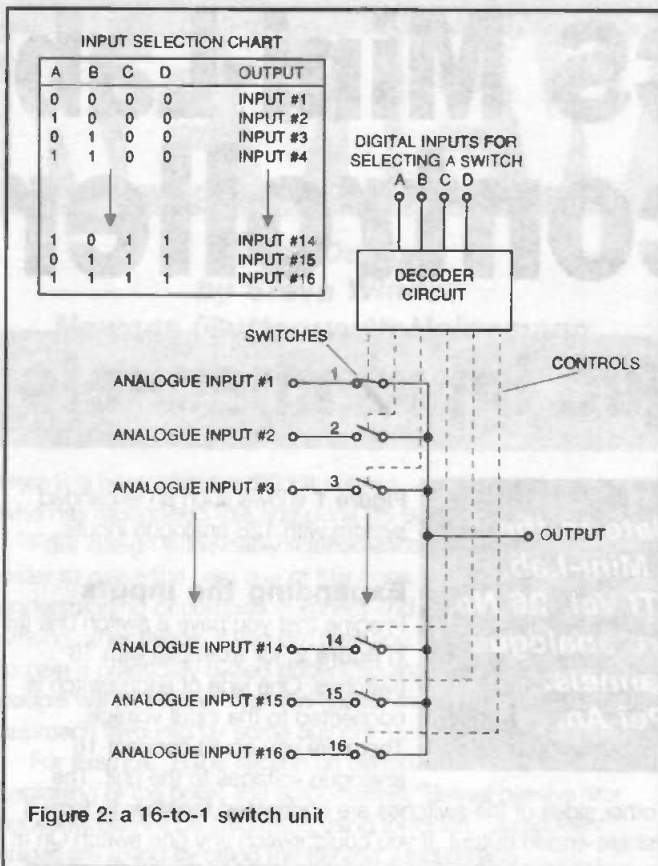 INPUT SELECTION CHART
A B C D OUTPUT
0 0 0 0 INPUT #1
1 0 0 0 INPUT #2
0 1 0 0 INPUT #3
1 1 0 0 INPUT #4
1 0 1 1 INPUT #14
0 1 1 1 INPUT #15
1 1 1 1 INPUT #16
DIGITAL INPUTS FOR
SELECTING A SWITCH
A B C D
DECODER
CIRCUIT
SWITCHES
CONTROLS
ANALOGUE INPUT #1 1
ANALOGUE INPUT #2 2
ANALOGUE INPUT #3 3
OUTPUT
ANALOGUE INPUT #14 14
ANALOGUE INPUT #15 15
ANALOGUE INPUT #16 16
Figure 2: a 16-to-1 switch unit